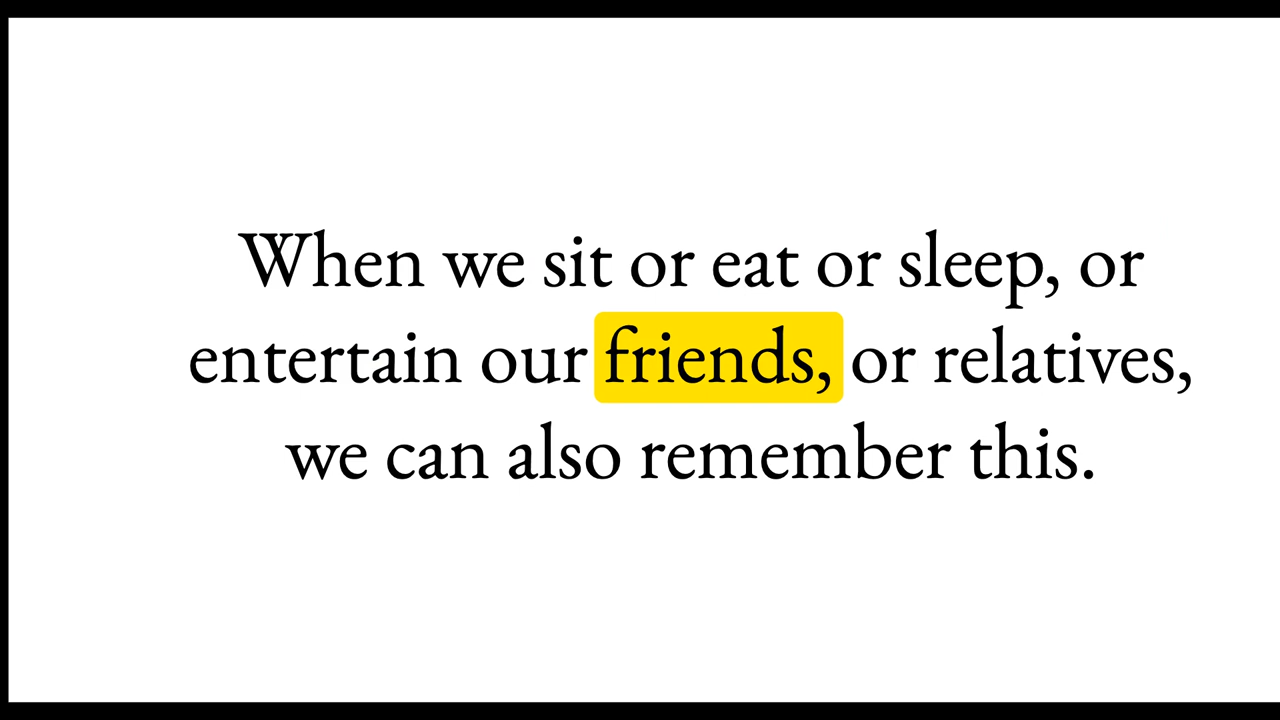 When we sit or eat or sleep, or
entertain our friends, or relatives,
we can also remember this.